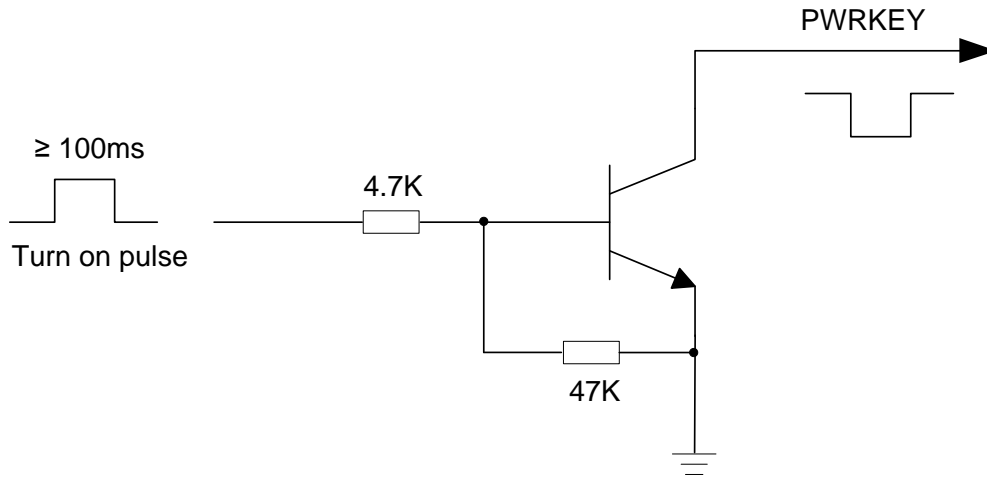 PWRKEY
≥ 100ms
4.7K
Turn on pulse
47K